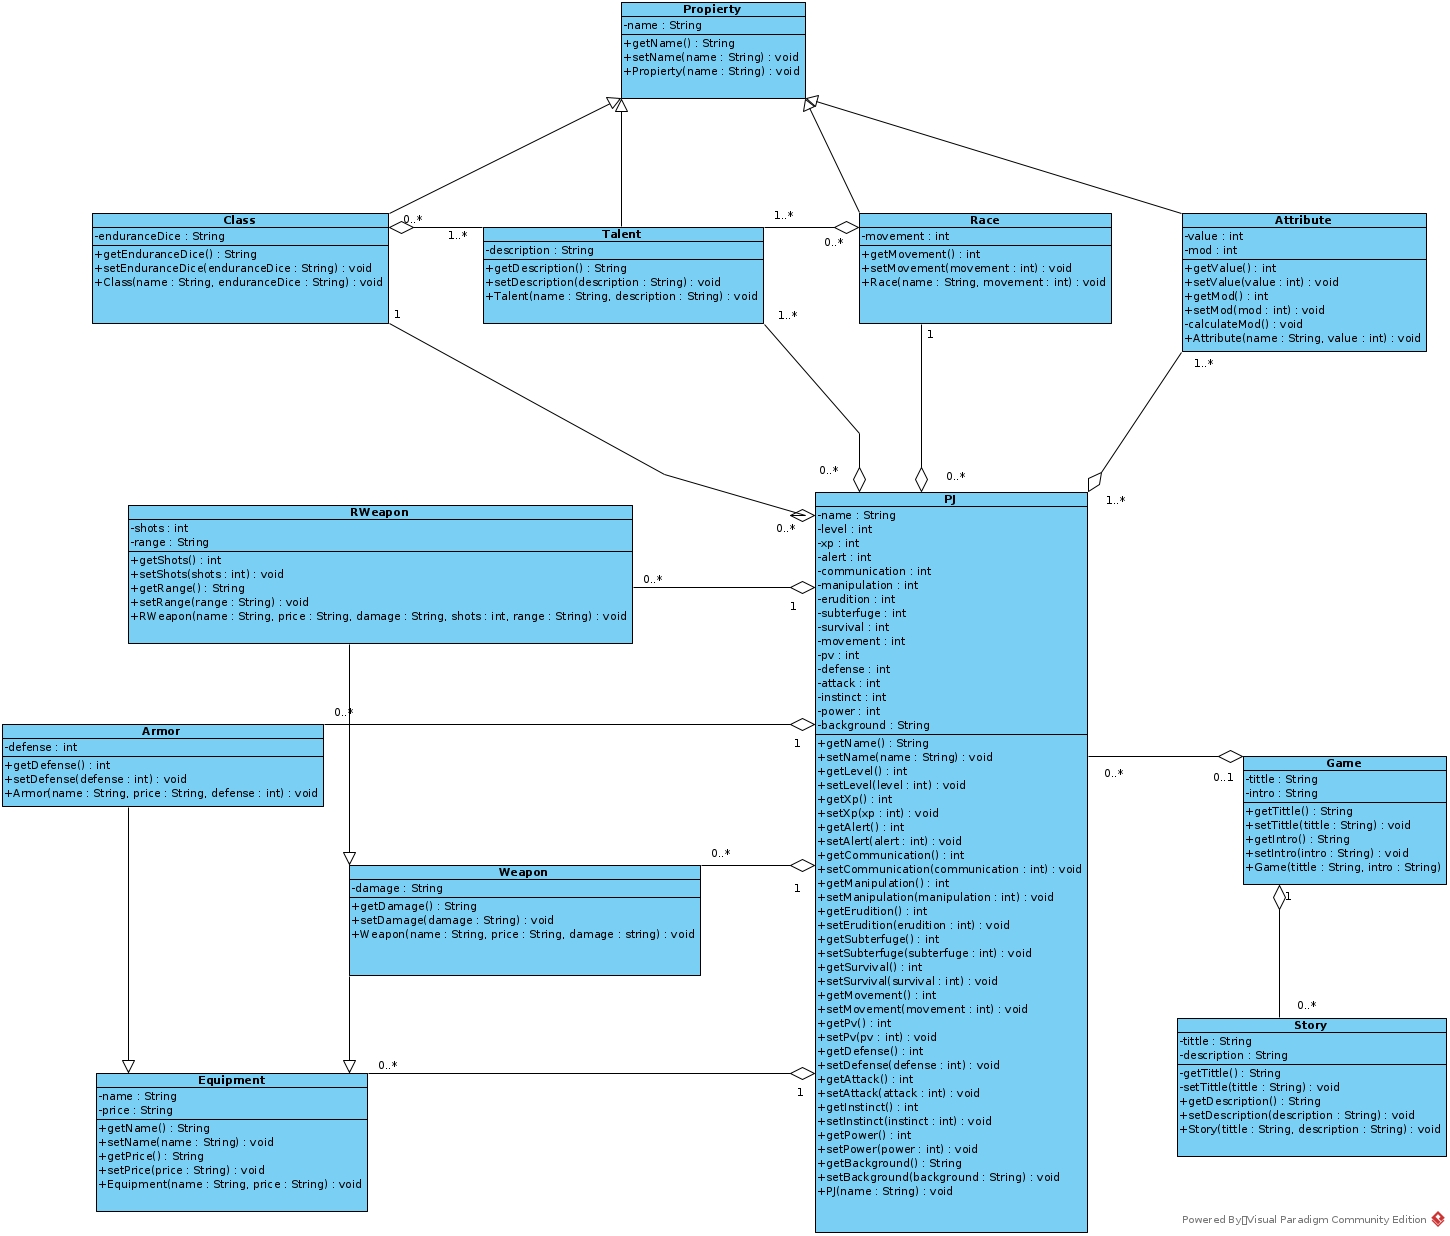 Propierty
-name : String
+getName() : String
+setName(name : String) : void
+Propierty(name : String) : void
Class
-enduranceDice : String
+getEnduranceDice() : String
+setEnduranceDice(enduranceDice : String) : void
+Class(name : String, enduranceDice : String) : void
0..*
1..*
Talent
-description : String
+getDescription() : String
+setDescription(description : String) : void
+Talent(name : String, description : String) : void
1..*
0..*
Race
-movement : int
+getMovement() : int
+setMovement(movement : int) : void
+Race(name : String, movement : int) : void
Attribute
-value : int
-mod : int
+getValue() : int
+setValue(value : int) : void
+getMod() : int
+setMod(mod : int) : void
-calculateMod() : void
+Attribute(name : String, value : int) : void
1
1..*
1
1..*
0..*
0..*
1..*
0..*
RWeapon
-shots : int
-range : String
+getShots() : int
+setShots(shots : int) : void
+getRange() : String
+setRange(range : String) : void
+RWeapon(name : String, price : String, damage : String, shots : int, range : String) : void
0..*
1
PJ
-name : String
-level : int
-xp : int
-alert : int
-communication : int
-manipulation : int
-erudition : int
-subterfuge : int
-survival : int
-movement : int
-pv : int
-defense : int
-attack : int
-instinct : int
-power : int
-background : String
+getName() : String
+setName(name : String) : void
+getLevel() : int
+setLevel(level : int) : void
+getXp() : int
+setXp(xp : int) : void
+getAlert() : int
+setAlert(alert : int) : void
+getCommunication() : int
+setCommunication(communication : int) : void
+getManipulation() : int
+setManipulation(manipulation : int) : void
+getErudition() : int
+setErudition(erudition : int) : void
+getSubterfuge() : int
+setSubterfuge(subterfuge : int) : void
+getSurvival() : int
+setSurvival(survival : int) : void
+getMovement() : int
+setMovement(movement : int) : void
+getPv() : int
+setPv(pv : int) : void
+getDefense() : int
+setDefense(defense : int) : void
+getAttack() : int
+setAttack(attack : int) : void
+getInstinct() : int
+setInstinct(instinct : int) : void
+getPower() : int
+setPower(power : int) : void
+getBackground() : String
+setBackground(background : String) : void
+PJ(name : String) : void
0..*
1
Armor
-defense : int
+getDefense() : int
+setDefense(defense : int) : void
+Armor(name : String, price : String, defense : int) : void
0..*
0..1
Game
-tittle : String
-intro : String
+getTittle() : String
+setTittle(tittle : String) : void
+getIntro() : String
+setIntro(intro : String) : void
+Game(tittle : String, intro : String)
0..*
1
Weapon
-damage : String
+getDamage() : String
+setDamage(damage : String) : void
+Weapon(name : String, price : String, damage : string) : void
1
0..*
Story
-tittle : String
-description : String
-getTittle() : String
-setTittle(tittle : String) : void
+getDescription() : String
+setDescription(description : String) : void
+Story(tittle : String, description : String) : void
0..*
1
Equipment
-name : String
-price : String
+getName() : String
+setName(name : String) : void
+getPrice() : String
+setPrice(price : String) : void
+Equipment(name : String, price : String) : void
Powered By Visual Paradigm Community Edition